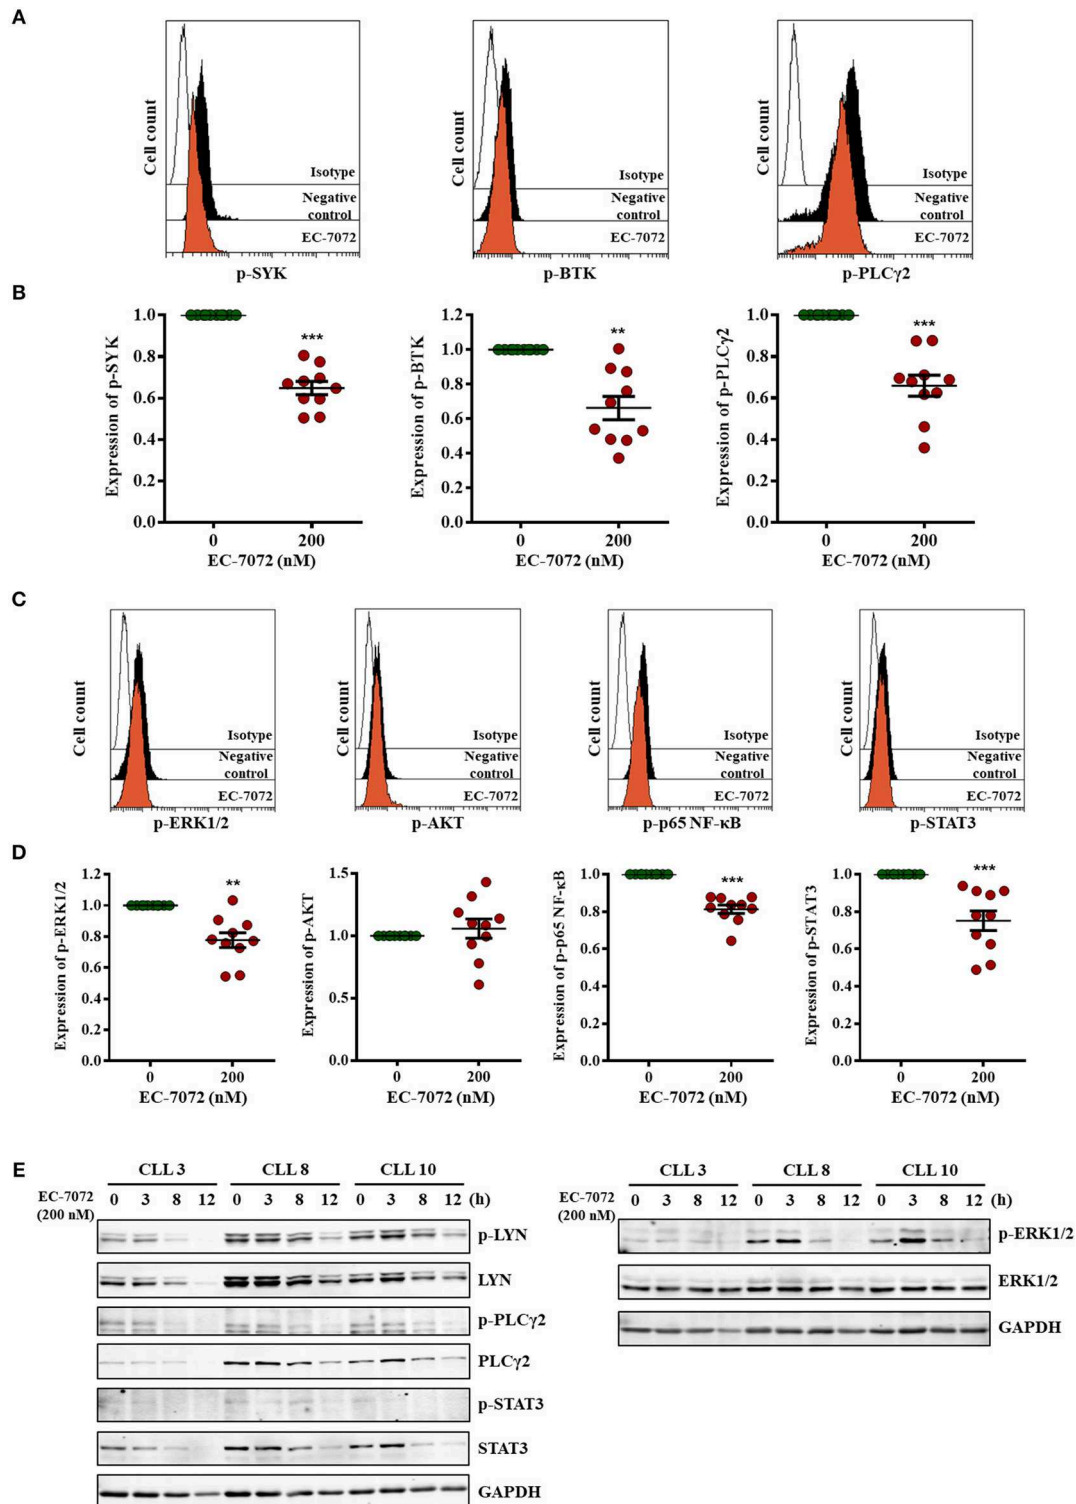 A
Cell count
Isotype
Negative
control
EC-7072
p-SYK
Cell count
Isotype
Negative
control
EC-7072
p-BTK
Cell count
Isotype
Negative
control
EC-7072
p-PLCγ2
B
Expression of p-SYK
1.0
0.8
0.6
0.4
0.2
0.0
***
0
200
EC-7072 (nM)
Expression of p-BTK
1.2
1.0
0.8
0.6
0.4
0.2
0.0
**
0
200
EC-7072 (nM)
Expression of p-PLCγ2
1.0
0.8
0.6
0.4
0.2
0.0
***
0
200
EC-7072 (nM)
C
Cell count
Isotype
Negative
control
EC-7072
p-ERK1/2
Cell count
Isotype
Negative
control
EC-7072
p-AKT
Cell count
Isotype
Negative
control
EC-7072
p-p65 NF-κB
Cell count
Isotype
Negative
control
EC-7072
p-STAT3
D
Expression of p-ERK1/2
1.2
1.0
0.8
0.6
0.4
0.2
0.0
**
0
200
EC-7072 (nM)
Expression of p-AKT
1.5
1.0
0.5
0.0
0
200
EC-7072 (nM)
Expression of p-p65 NF-κB
1.0
0.8
0.6
0.4
0.2
0.0
***
0
200
EC-7072 (nM)
Expression of p-STAT3
1.0
0.8
0.6
0.4
0.2
0.0
***
0
200
EC-7072 (nM)
E
CLL 3 CLL 8 CLL 10
EC-7072
(200 nM)
0 3 8 12 0 3 8 12 0 3 8 12 (h)
p-LYN
LYN
p-PLCγ2
PLCγ2
p-STAT3
STAT3
GAPDH
CLL 3 CLL 8 CLL 10
EC-7072
(200 nM)
0 3 8 12 0 3 8 12 0 3 8 12 (h)
p-ERK1/2
ERK1/2
GAPDH